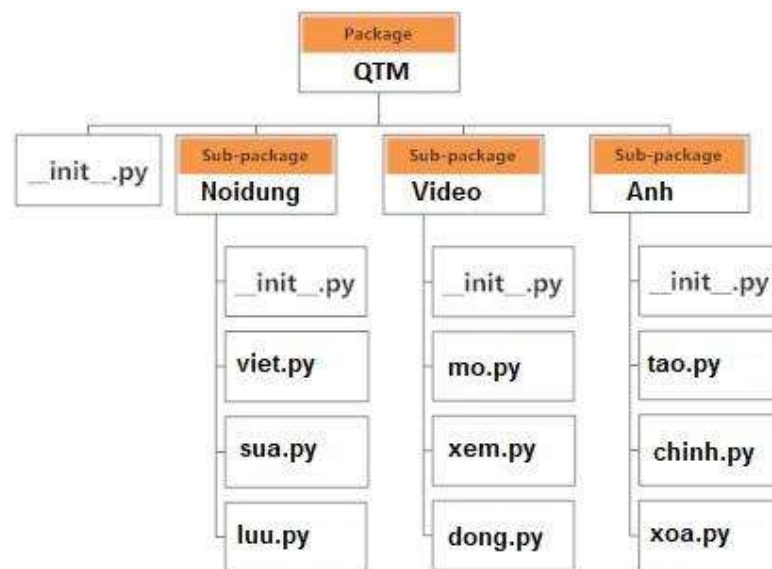 Package
QTM
__init__.py
Sub-package
Noidung
Sub-package
Video
Sub-package
Anh
__init__.py
__init__.py
__init__.py
viet.py
mo.py
tao.py
sua.py
xem.py
chinh.py
luu.py
dong.py
xoa.py